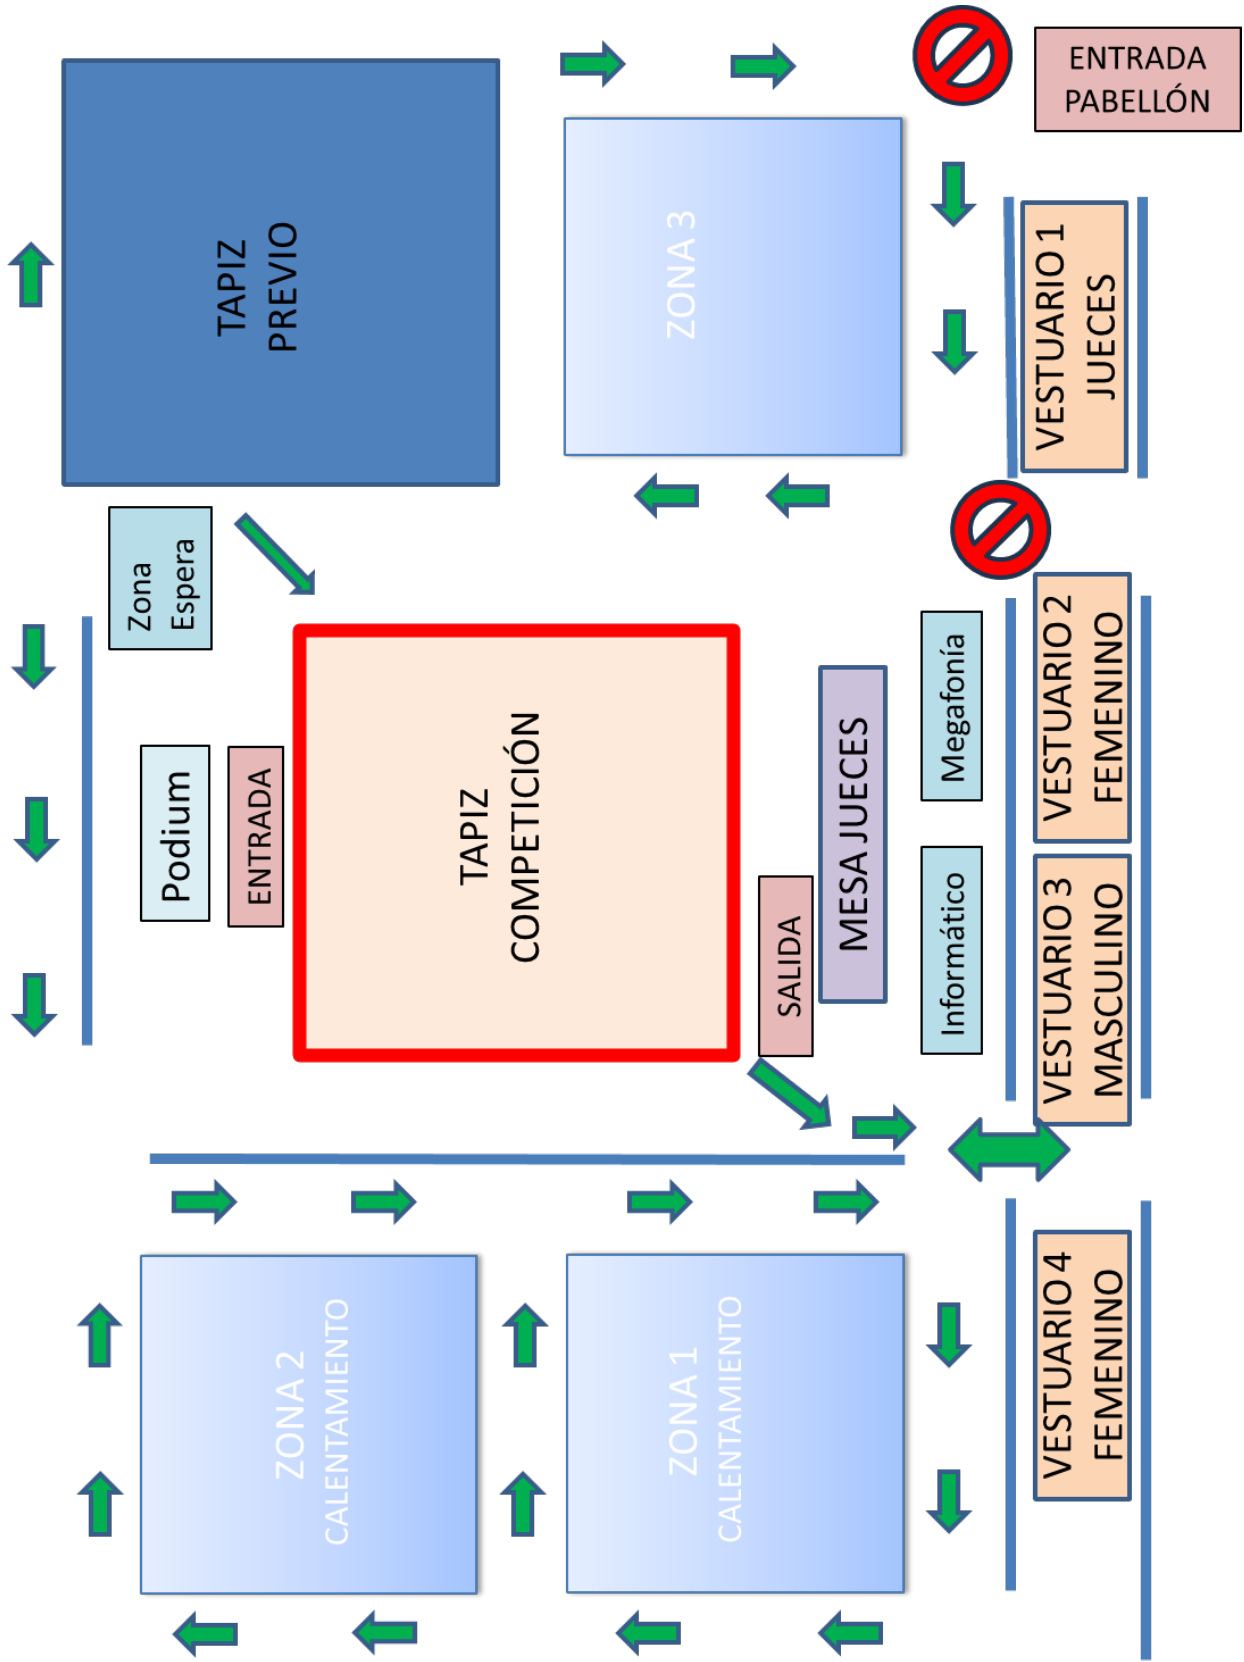 ENTRADA
PABELLÓN
TAPIZ
PREVIO
ZONA 3
VESTUARIO 1
JUECES
Zona
Espera
Podium
ENTRADA
TAPIZ
COMPETICIÓN
SALIDA
MESA JUECES
Megafonía
Informático
VESTUARIO 2
FEMENINO
VESTUARIO 3
MASCULINO
ZONA 2
CALENTAMIENTO
ZONA 1
CALENTAMIENTO
VESTUARIO 4
FEMENINO